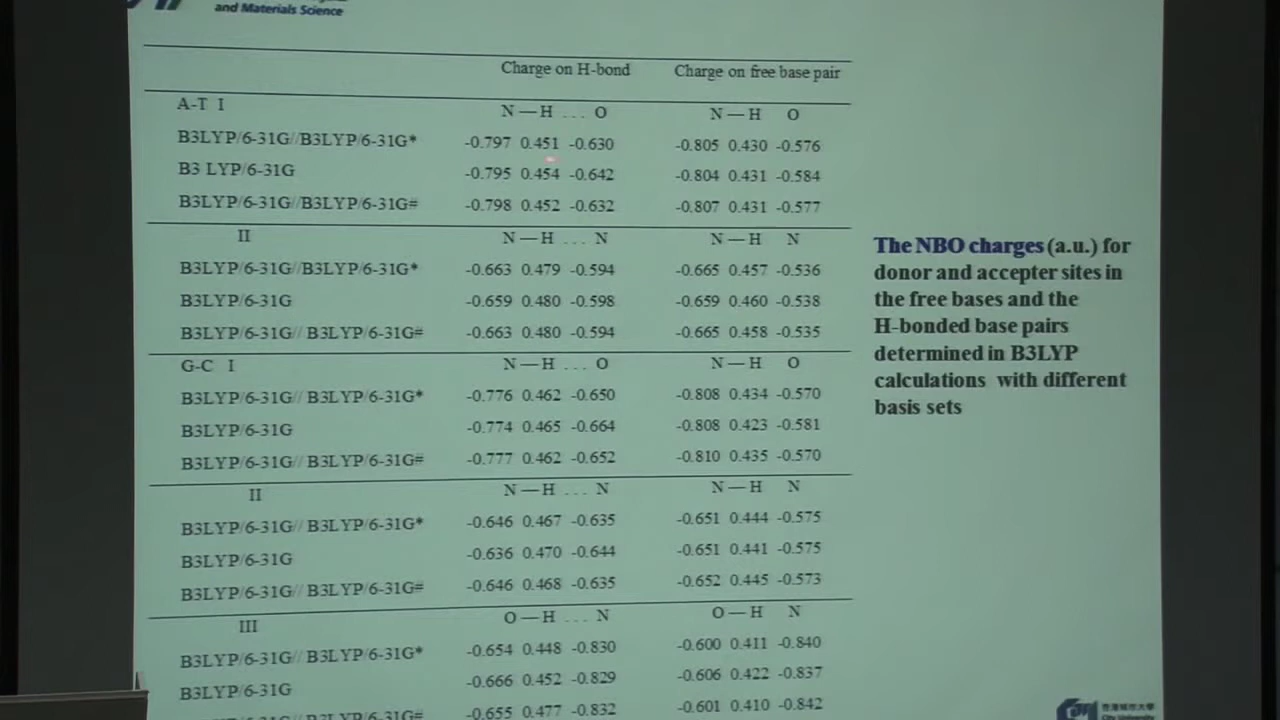 and Materials Science
Charge on H-bond Charge on free base pair
A-T I N—H ... O N—H O
B3LYP/6-31G//B3LYP/6-31G* -0.797 0.451 -0.630 -0.805 0.430 -0.576
B3 LYP/6-31G -0.795 0.454 -0.642 -0.804 0.431 -0.584
B3LYP/6-31G//B3LYP/6-31G# -0.798 0.452 -0.632 -0.807 0.431 -0.577
II N—H ... N N—H N
B3LYP/6-31G//B3LYP/6-31G* -0.663 0.479 -0.594 -0.665 0.457 -0.536
B3LYP/6-31G -0.659 0.480 -0.598 -0.659 0.460 -0.538
B3LYP/6-31G// B3LYP/6-31G# -0.663 0.480 -0.594 -0.665 0.458 -0.535
G-C I N—H ... O N—H O
B3LYP/6-31G// B3LYP/6-31G* -0.776 0.462 -0.650 -0.808 0.434 -0.570
B3LYP/6-31G -0.774 0.465 -0.664 -0.808 0.423 -0.581
B3LYP/6-31G// B3LYP/6-31G# -0.777 0.462 -0.652 -0.810 0.435 -0.570
II N—H ... N N—H N
B3LYP/6-31G// B3LYP/6-31G* -0.646 0.467 -0.635 -0.651 0.444 -0.575
B3LYP/6-31G -0.636 0.470 -0.644 -0.651 0.441 -0.575
B3LYP/6-31G// B3LYP/6-31G# -0.646 0.468 -0.635 -0.652 0.445 -0.573
III O—H ... N O—H N
B3LYP/6-31G// B3LYP/6-31G* -0.654 0.448 -0.830 -0.600 0.411 -0.840
B3LYP/6-31G -0.666 0.452 -0.829 -0.606 0.422 -0.837
B3LYP/6-31G// B3LYP/6-31G# -0.655 0.477 -0.832 -0.601 0.410 -0.842
The NBO charges (a.u.) for
donor and accepter sites in
the free bases and the
H-bonded base pairs
determined in B3LYP
calculations with different
basis sets
香港城市大學
City University